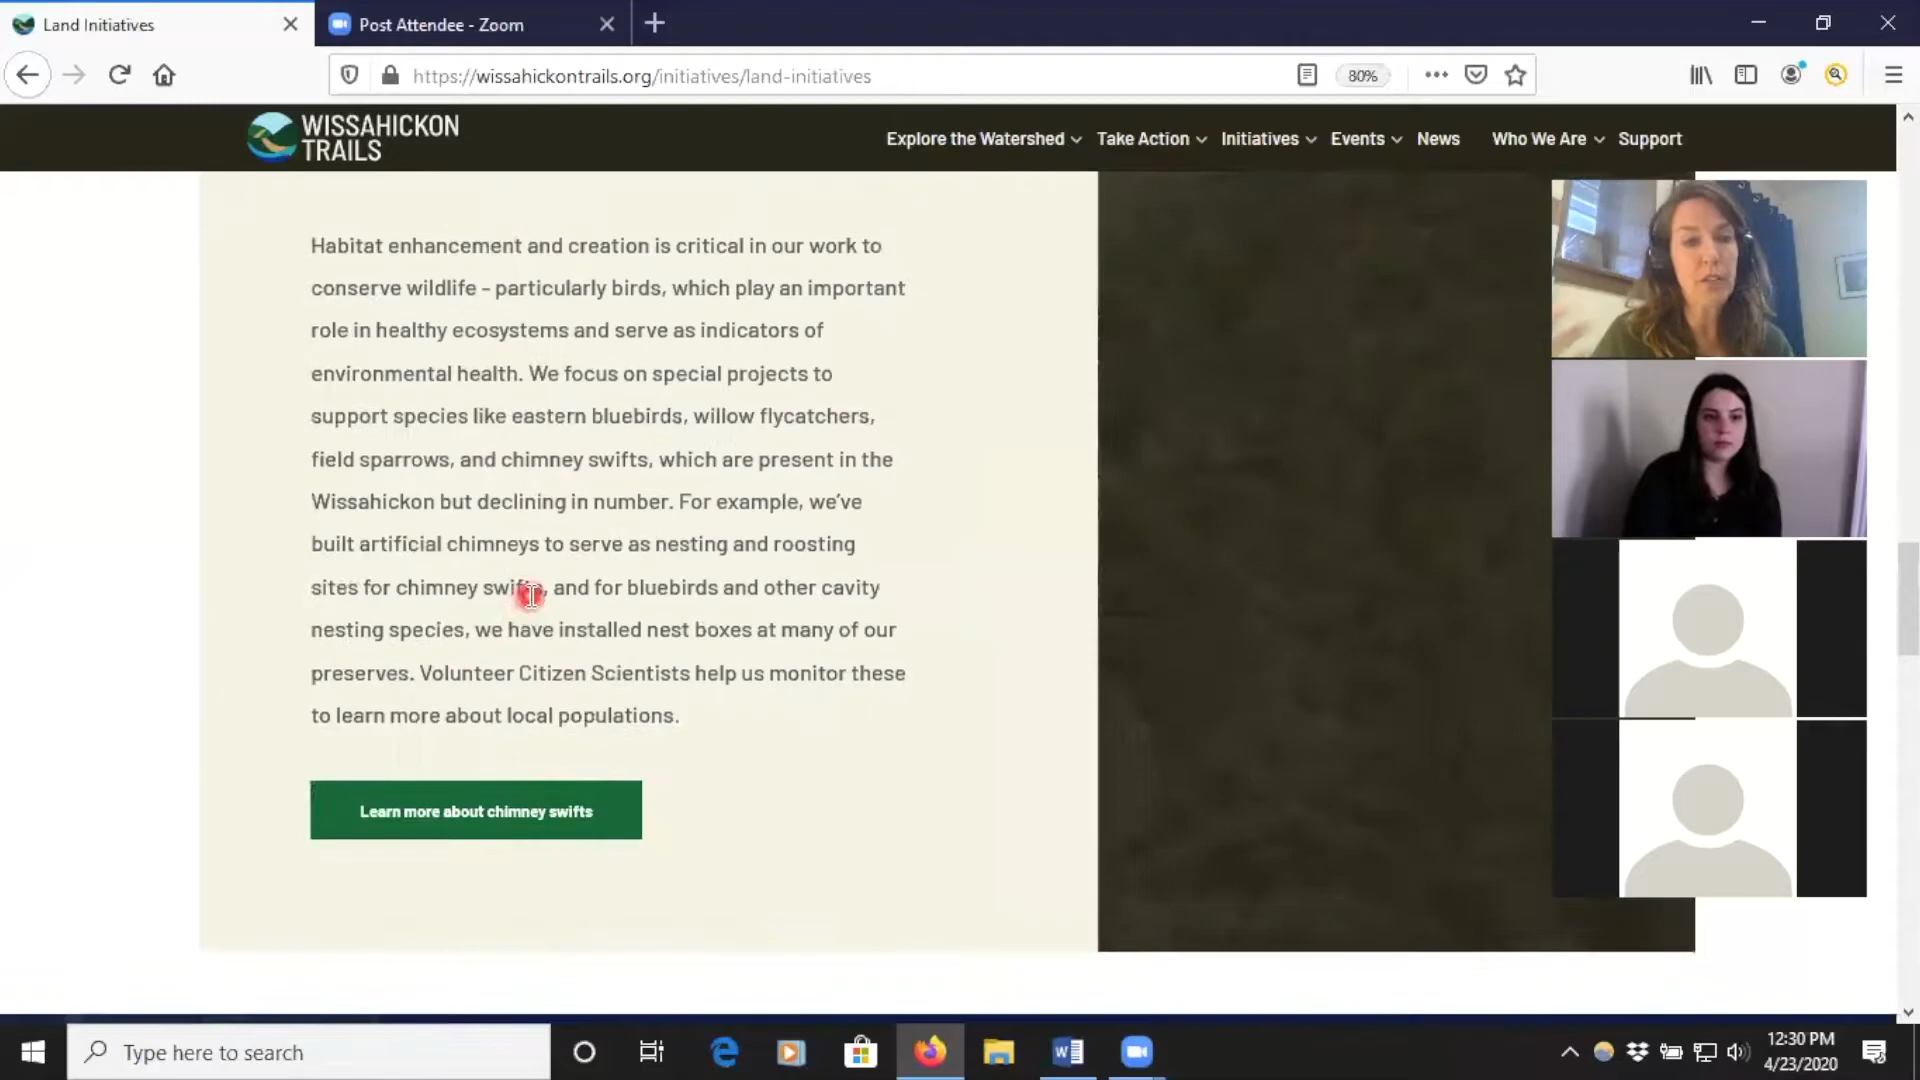 Land Initiatives
Post Attendee - Zoom
https://wissahickontrails.org/initiatives/land-initiatives
80%
WISSAHICKON
TRAILS
Explore the Watershed
Take Action
Initiatives
Events
News
Who We Are
Support
Habitat enhancement and creation is critical in our work to
conserve wildlife - particularly birds, which play an important
role in healthy ecosystems and serve as indicators of
environmental health. We focus on special projects to
support species like eastern bluebirds, willow flycatchers,
field sparrows, and chimney swifts, which are present in the
Wissahickon but declining in number. For example, we've
built artificial chimneys to serve as nesting and roosting
sites for chimney swifts, and for bluebirds and other cavity
nesting species, we have installed nest boxes at many of our
preserves. Volunteer Citizen Scientists help us monitor these
to learn more about local populations.
Learn more about chimney swifts
Type here to search
12:30 PM
4/23/2020